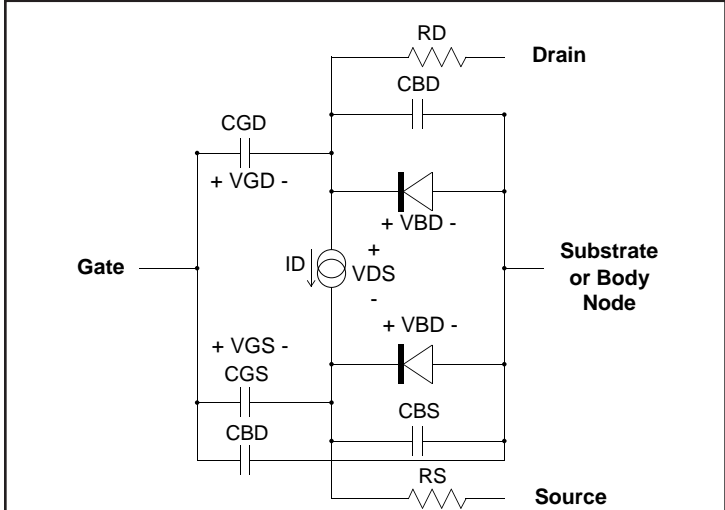 RD
Drain
CBD
CGD
+ VGD -
+ VBD -
Gate
ID
+
VDS
-
Substrate
or Body
Node
+ VBD -
+ VGS -
CGS
CBS
CBD
RS
Source